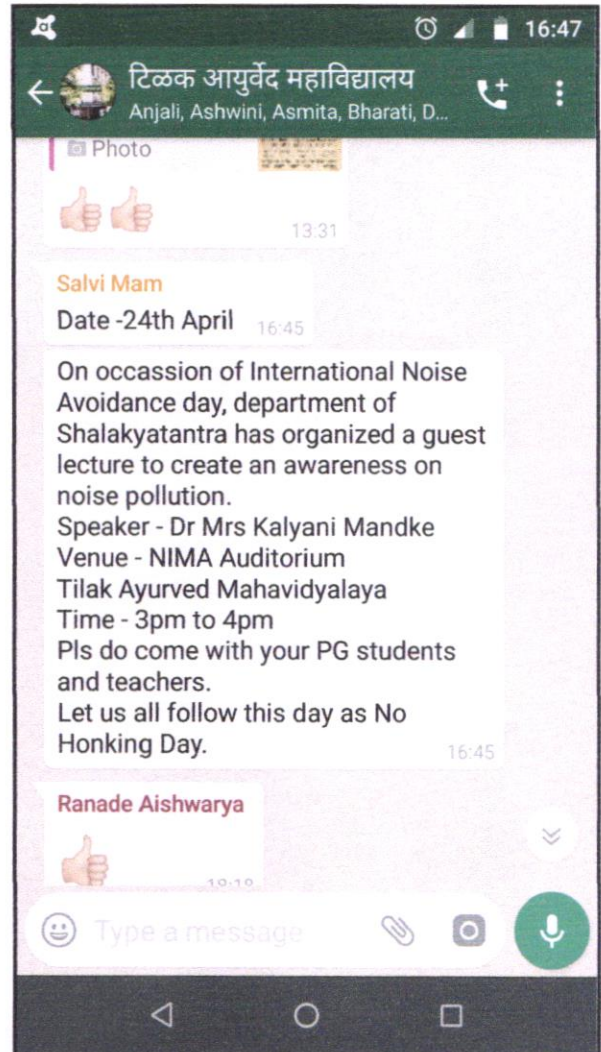 16:47
टिळक आयुर्वेद महाविद्यालय
Anjali, Ashwini, Asmita, Bharati, D...
Photo
13:31
Salvi Mam
Date -24th April 16:45
On occassion of International Noise
Avoidance day, department of
Shalakyatantra has organized a guest
lecture to create an awareness on
noise pollution.
Speaker - Dr Mrs Kalyani Mandke
Venue - NIMA Auditorium
Tilak Ayurved Mahavidyalaya
Time - 3pm to 4pm
Pls do come with your PG students
and teachers.
Let us all follow this day as No
Honking Day.
16:45
Ranade Aishwarya
18:18
Type a message